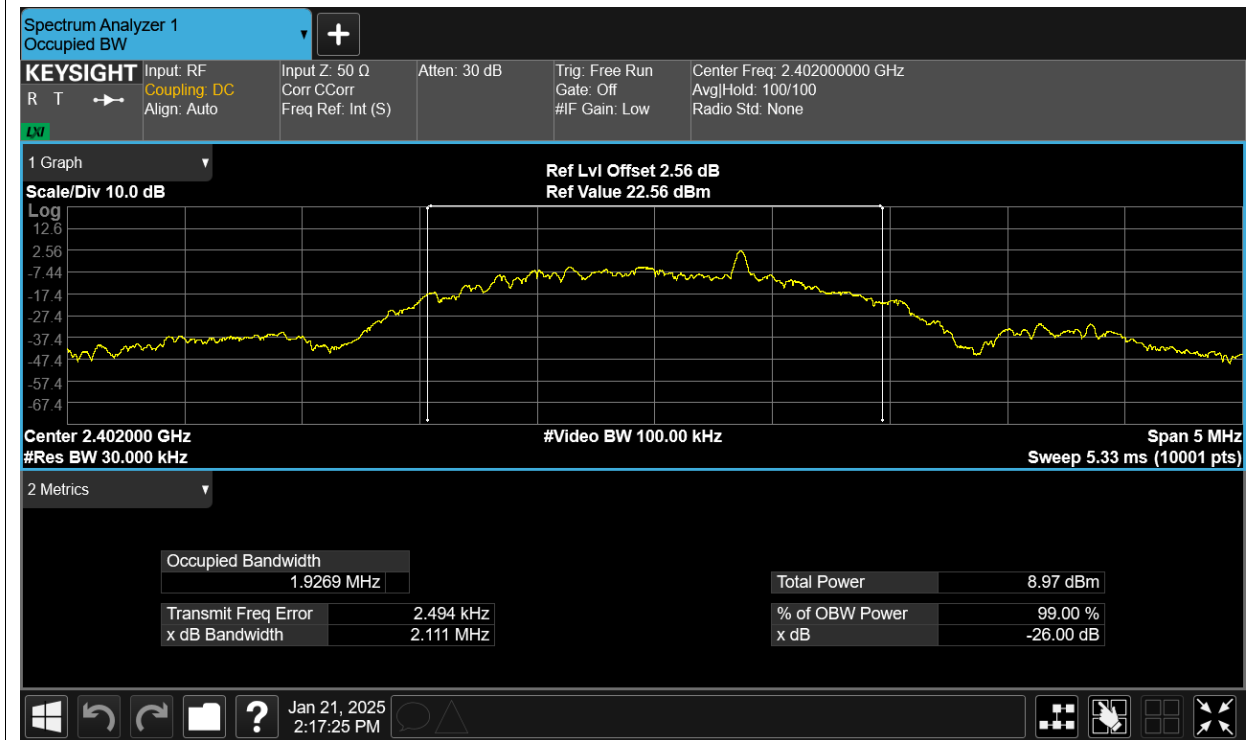 Spectrum Analyzer 1
Occupied BW
+
KEYSIGHT
R T
LXI
Input: RF
Coupling: DC
Align: Auto
Input Z: 50 Ω
Corr CCorr
Freq Ref: Int (S)
Atten: 30 dB
Trig: Free Run
Gate: Off
#IF Gain: Low
Center Freq: 2.402000000 GHz
Avg|Hold: 100/100
Radio Std: None
1 Graph
Scale/Div 10.0 dB
Ref Lvl Offset 2.56 dB
Ref Value 22.56 dBm
Log
12.6
2.56
-7.44
-17.4
-27.4
-37.4
-47.4
-57.4
-67.4
Center 2.402000 GHz
#Res BW 30.000 kHz
#Video BW 100.00 kHz
Span 5 MHz
Sweep 5.33 ms (10001 pts)
2 Metrics
Occupied Bandwidth
1.9269 MHz
Transmit Freq Error 2.494 kHz
x dB Bandwidth 2.111 MHz
Total Power 8.97 dBm
% of OBW Power 99.00 %
x dB -26.00 dB
?
Jan 21, 2025
2:17:25 PM